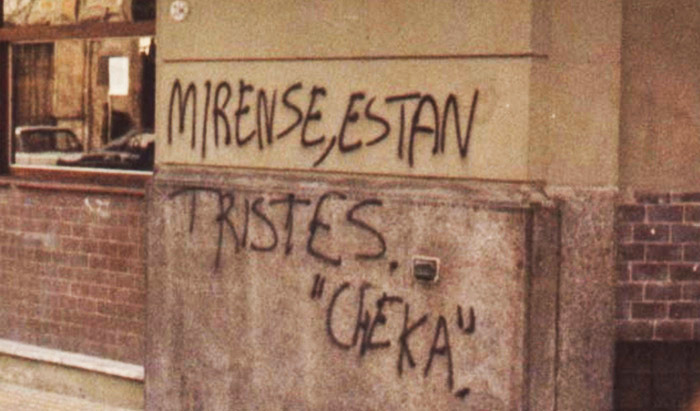 MIRENSE, ESTAN
TRISTES.
"CHEKA".